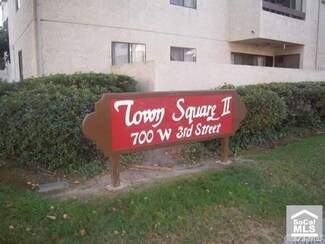 Town Square II
700 W 3rd Street
SoCal
MLS